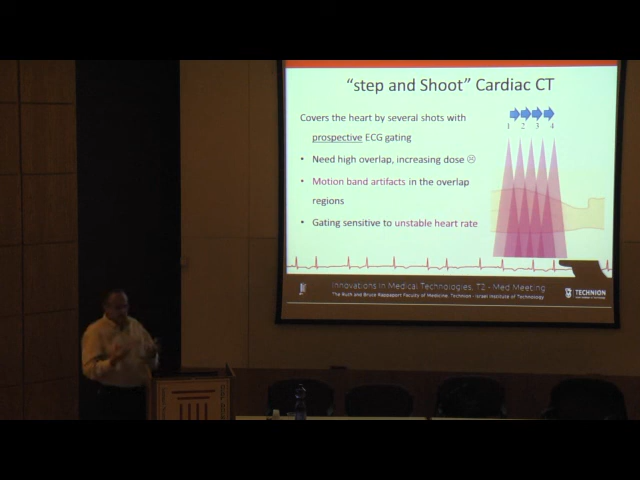 “step and Shoot” Cardiac CT
Covers the heart by several shots with
prospective ECG gating
• Need high overlap, increasing dose ☹
• Motion band artifacts in the overlap
regions
• Gating sensitive to unstable heart rate
1 2 3 4
Innovations in Medical Technologies, T2 - Med Meeting
The Ruth and Bruce Rappaport Faculty of Medicine, Technion - Israel Institute of Technology
TECHNION